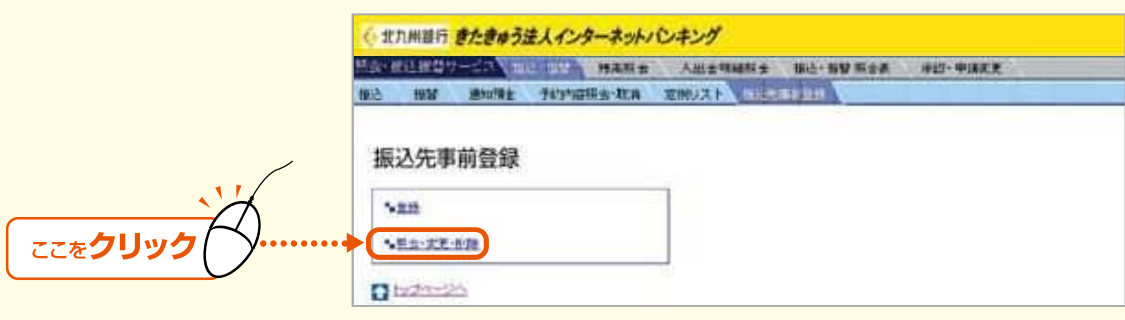 北九州銀行 きたきゅう法人インターネットバンキング
照会・振込振替サービス 振込・振替 残高照会 入出金明細照会 振込・振替 照会表 承認・申請変更
振込 振替 通知預金 予約内容照会・取消 定例リスト 振込先事前登録
振込先事前登録
登録
照会・変更・削除
ここをクリック
トップページへ